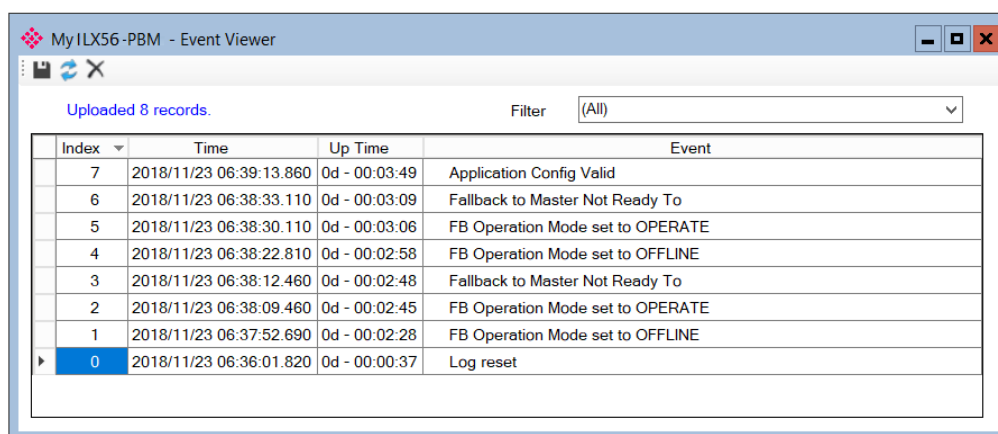 My ILX56-PBM - Event Viewer
Uploaded 8 records. Filter (All)
Index Time Up Time Event
7 2018/11/23 06:39:13.860 0d - 00:03:49 Application Config Valid
6 2018/11/23 06:38:33.110 0d - 00:03:09 Fallback to Master Not Ready To
5 2018/11/23 06:38:30.110 0d - 00:03:06 FB Operation Mode set to OPERATE
4 2018/11/23 06:38:22.810 0d - 00:02:58 FB Operation Mode set to OFFLINE
3 2018/11/23 06:38:12.460 0d - 00:02:48 Fallback to Master Not Ready To
2 2018/11/23 06:38:09.460 0d - 00:02:45 FB Operation Mode set to OPERATE
1 2018/11/23 06:37:52.690 0d - 00:02:28 FB Operation Mode set to OFFLINE
0 2018/11/23 06:36:01.820 0d - 00:00:37 Log reset